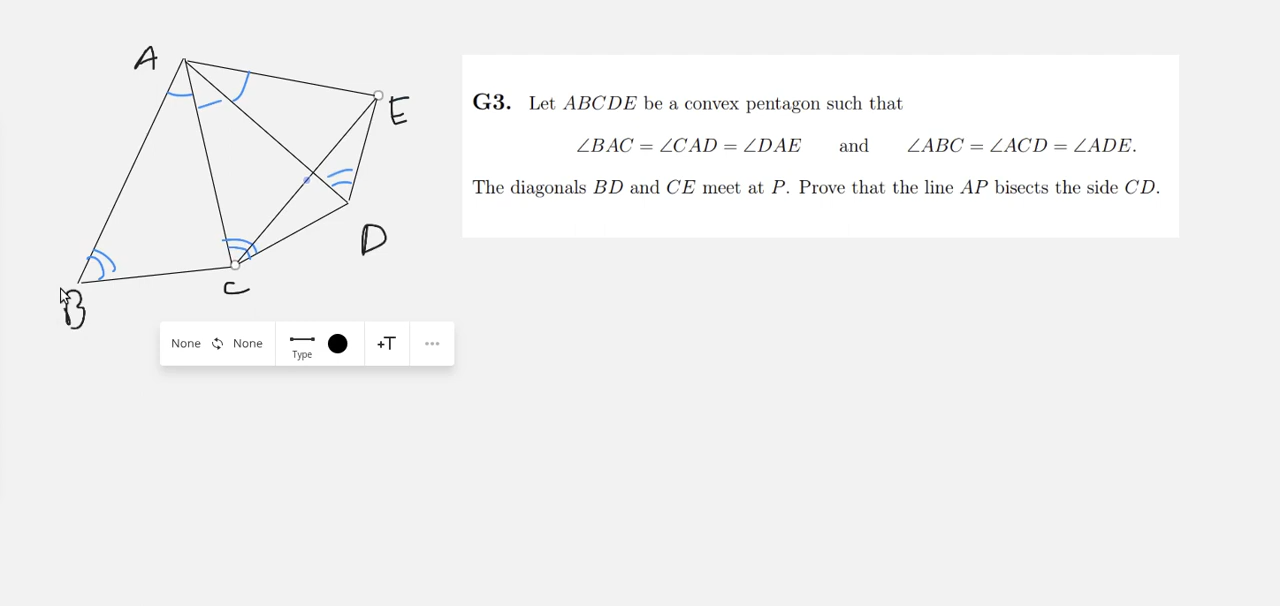 A
E
D
C
B
G3. Let ABCDE be a convex pentagon such that
∠BAC = ∠CAD = ∠DAE and ∠ABC = ∠ACD = ∠ADE.
The diagonals BD and CE meet at P. Prove that the line AP bisects the side CD.
None None Type +T ...